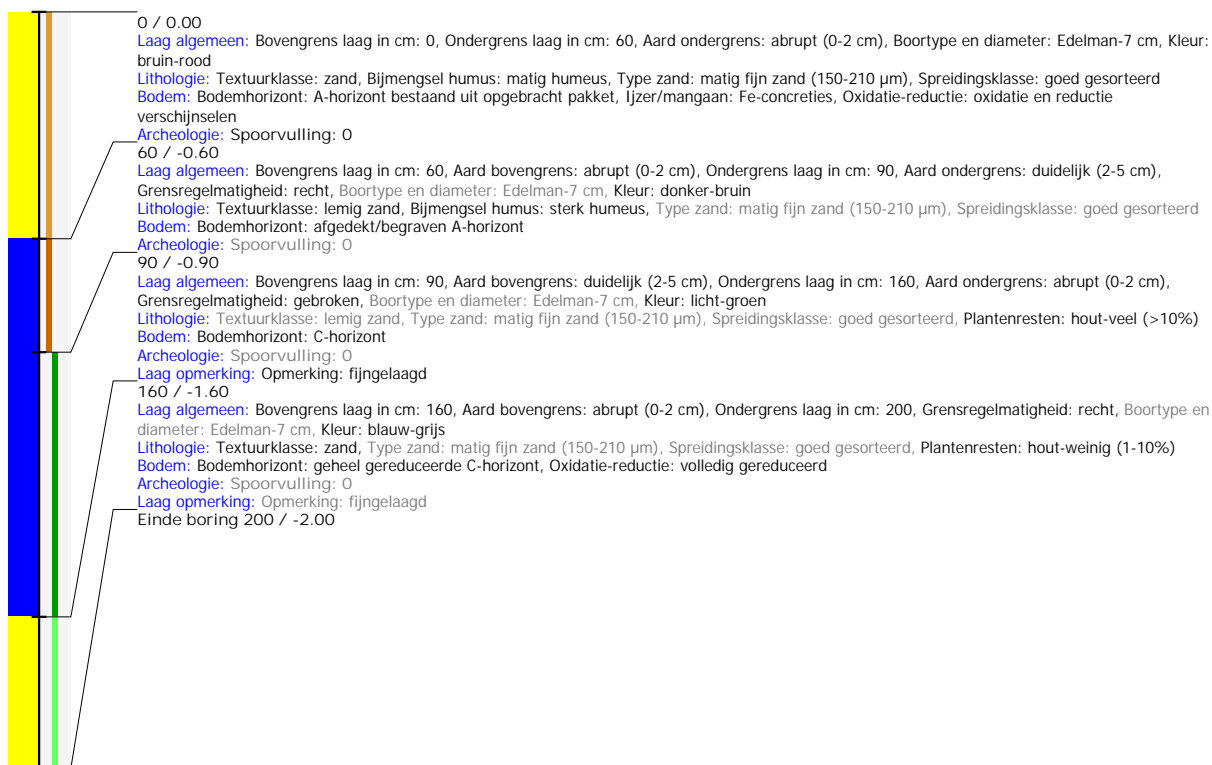 0 / 0.00
Laag algemeen: Bovengrens laag in cm: 0, Ondergrens laag in cm: 60, Aard ondergrens: abrupt (0-2 cm), Boortype en diameter: Edelman-7 cm, Kleur:
bruin-rood
Lithologie: Textuurklasse: zand, Bijmengsel humus: matig humeus, Type zand: matig fijn zand (150-210 µm), Spreidingsklasse: goed gesorteerd
Bodem: Bodemhorizont: A-horizont bestaand uit opgebracht pakket, Ijzer/mangaan: Fe-concreties, Oxidatie-reductie: oxidatie en reductie
verschijnselen
Archeologie: Spoorvulling: 0
60 / -0.60
Laag algemeen: Bovengrens laag in cm: 60, Aard bovengrens: abrupt (0-2 cm), Ondergrens laag in cm: 90, Aard ondergrens: duidelijk (2-5 cm),
Grensregelmatigheid: recht, Boortype en diameter: Edelman-7 cm, Kleur: donker-bruin
Lithologie: Textuurklasse: lemig zand, Bijmengsel humus: sterk humeus, Type zand: matig fijn zand (150-210 µm), Spreidingsklasse: goed gesorteerd
Bodem: Bodemhorizont: afgedekt/begraven A-horizont
Archeologie: Spoorvulling: 0
90 / -0.90
Laag algemeen: Bovengrens laag in cm: 90, Aard bovengrens: duidelijk (2-5 cm), Ondergrens laag in cm: 160, Aard ondergrens: abrupt (0-2 cm),
Grensregelmatigheid: gebroken, Boortype en diameter: Edelman-7 cm, Kleur: licht-groen
Lithologie: Textuurklasse: lemig zand, Type zand: matig fijn zand (150-210 µm), Spreidingsklasse: goed gesorteerd, Plantenresten: hout-veel (>10%)
Bodem: Bodemhorizont: C-horizont
Archeologie: Spoorvulling: 0
Laag opmerking: Opmerking: fijngelaagd
160 / -1.60
Laag algemeen: Bovengrens laag in cm: 160, Aard bovengrens: abrupt (0-2 cm), Ondergrens laag in cm: 200, Grensregelmatigheid: recht, Boortype en
diameter: Edelman-7 cm, Kleur: blauw-grijs
Lithologie: Textuurklasse: zand, Type zand: matig fijn zand (150-210 µm), Spreidingsklasse: goed gesorteerd, Plantenresten: hout-weinig (1-10%)
Bodem: Bodemhorizont: geheel gereduceerde C-horizont, Oxidatie-reductie: volledig gereduceerd
Archeologie: Spoorvulling: 0
Laag opmerking: Opmerking: fijngelaagd
Einde boring 200 / -2.00